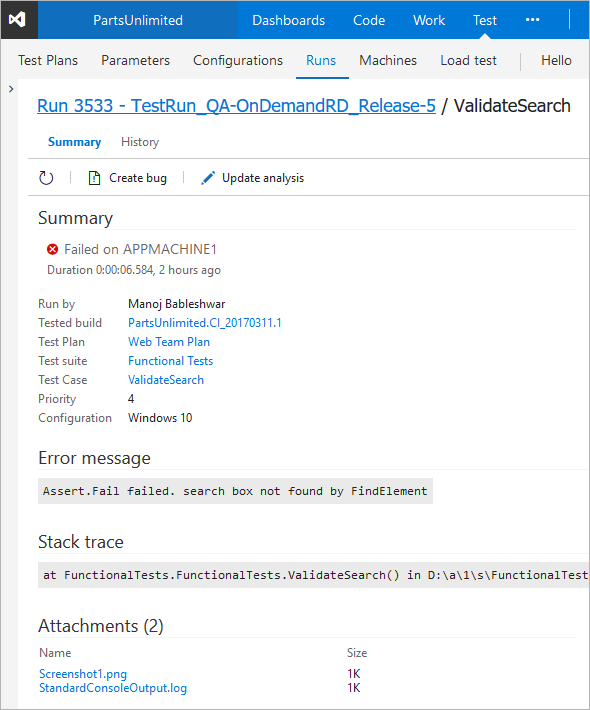 PartsUnlimited Dashboards Code Work Test ...
Test Plans Parameters Configurations Runs Machines Load test Hello
Run 3533 - TestRun_QA-OnDemandRD_Release-5 / ValidateSearch
Summary History
Create bug Update analysis
Summary
Failed on APPMACHINE1
Duration 0:00:06.584, 2 hours ago
Run by Manoj Bableshwar
Tested build PartsUnlimited.CI_20170311.1
Test Plan Web Team Plan
Test suite Functional Tests
Test Case ValidateSearch
Priority 4
Configuration Windows 10
Error message
Assert.Fail failed. search box not found by FindElement
Stack trace
at FunctionalTests.FunctionalTests.ValidateSearch() in D:\a\1\s\FunctionalTest
Attachments (2)
Name Size
Screenshot1.png 1K
StandardConsoleOutput.log 1K